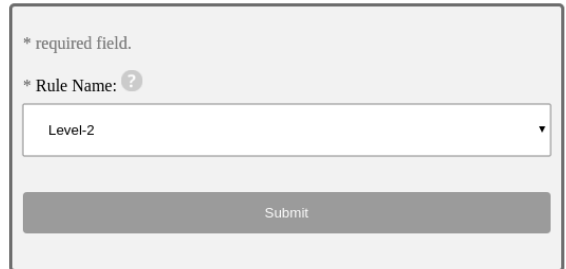 * required field.
* Rule Name: ?
Level-2
Submit